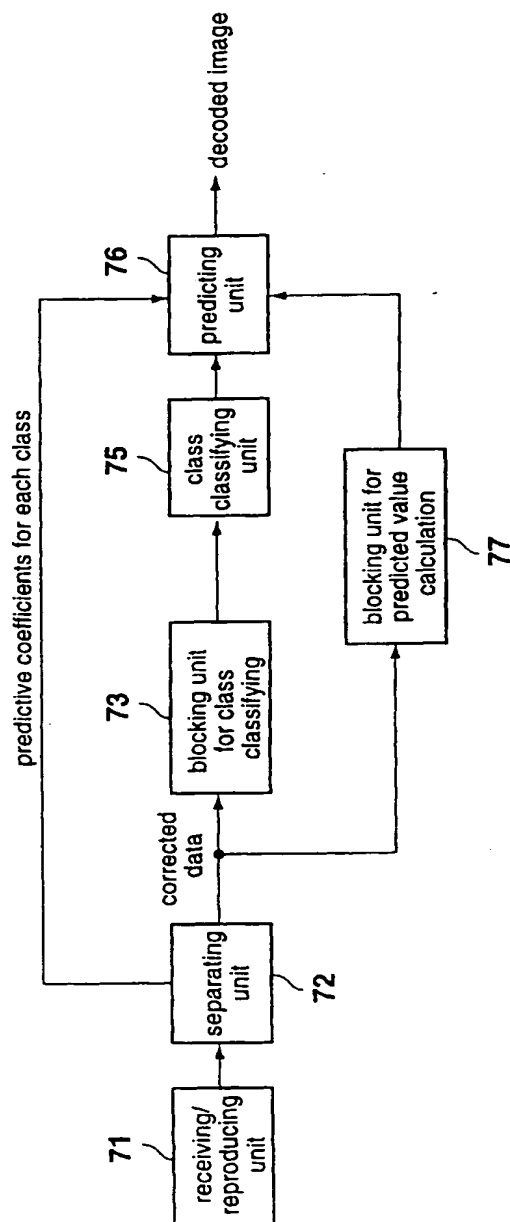 71
receiving/
reproducing
unit
separating
unit
72
predictive coefficients for each class
corrected
data
73
blocking unit
for class
classifying
75
class
classifying
unit
76
predicting
unit
decoded image
blocking unit for
predicted value
calculation
77